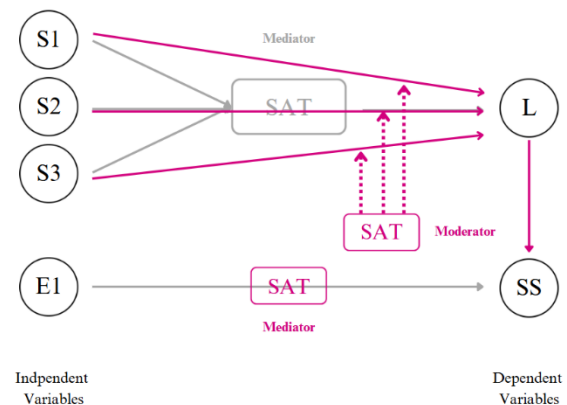 S1
Mediator
S2
SAT
L
S3
SAT
Moderator
E1
SAT
SS
Mediator
Indpendent
Variables
Dependent
Variables